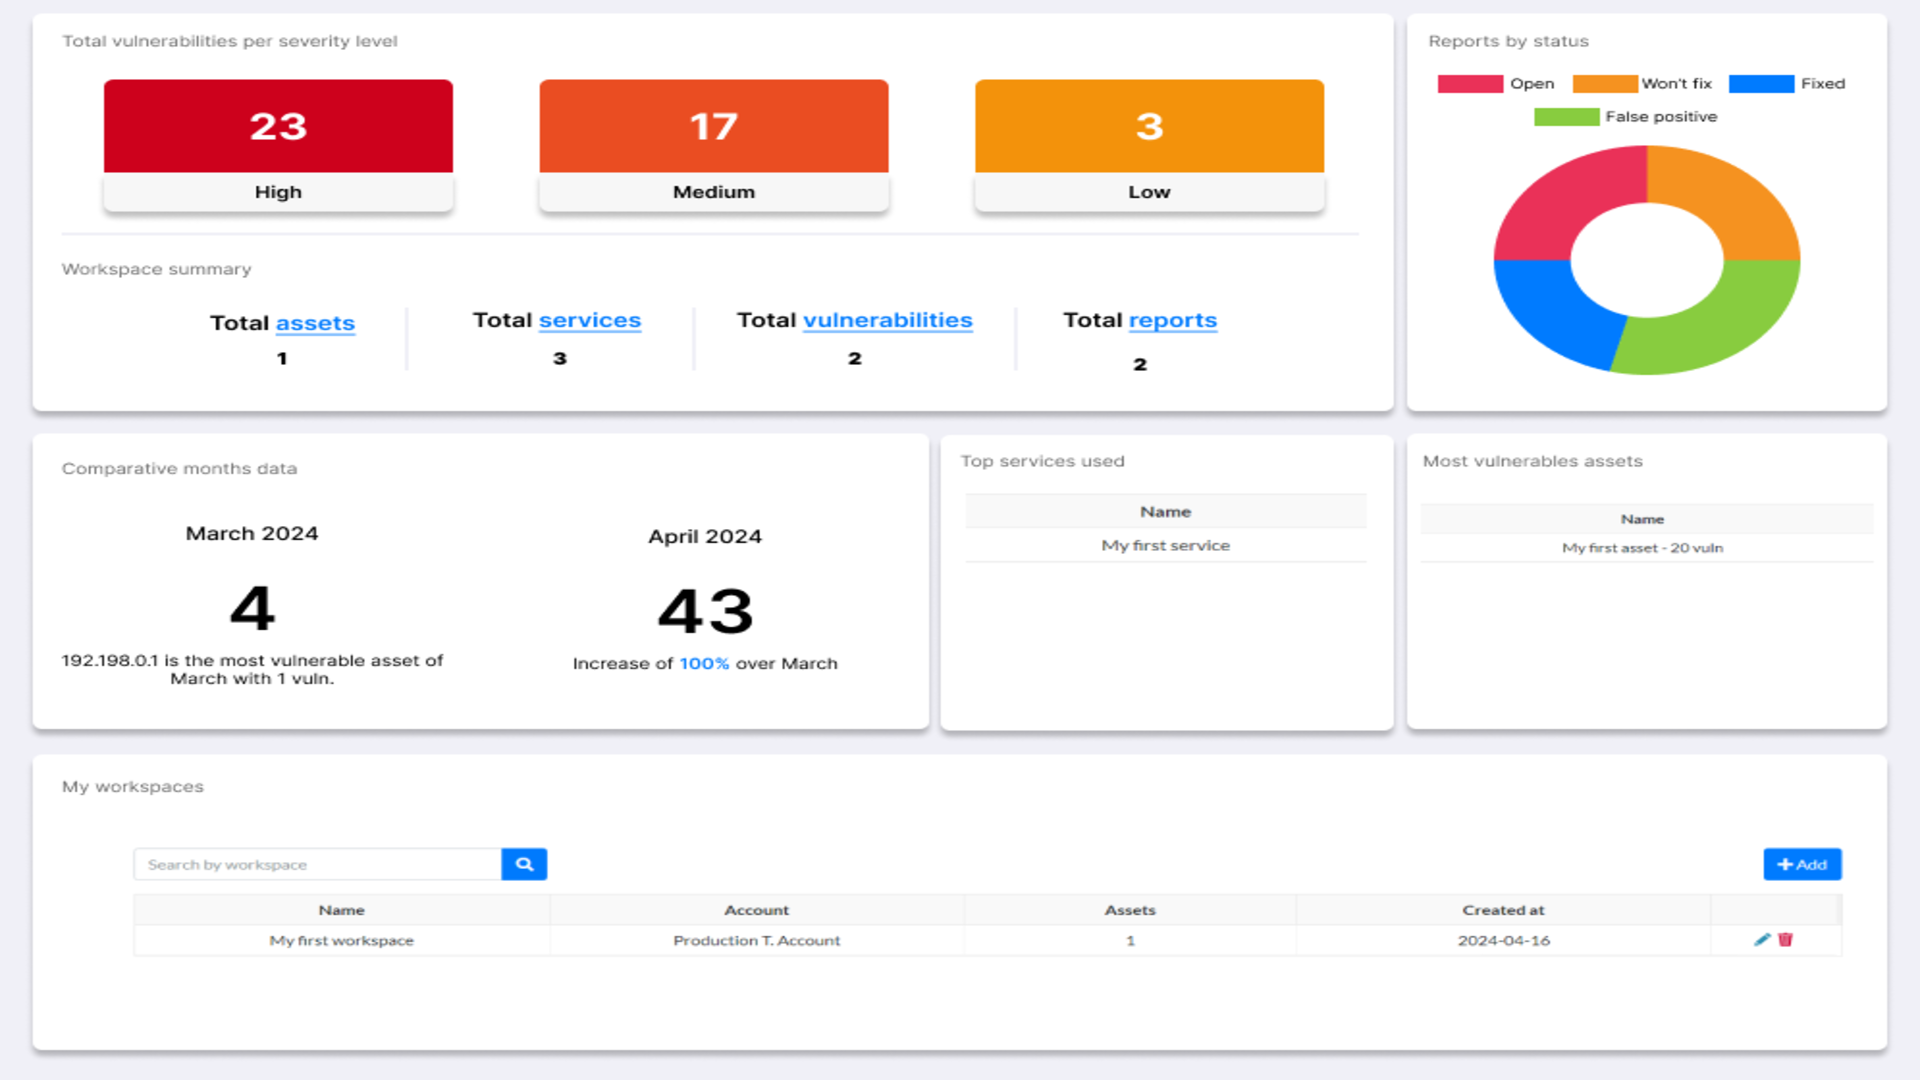 Total vulnerabilities per severity level
23
High
17
Medium
3
Low
Workspace summary
Total assets
1
Total services
3
Total vulnerabilities
2
Total reports
2
Reports by status
Open
Won't fix
Fixed
False positive
Comparative months data
March 2024
4
192.198.0.1 is the most vulnerable asset of
March with 1 vuln.
April 2024
43
Increase of 100% over March
Top services used
Name
My first service
Most vulnerables assets
Name
My first asset - 20 vuln
My workspaces
Search by workspace
Add
Name Account Assets Created at
My first workspace Production T. Account 1 2024-04-16